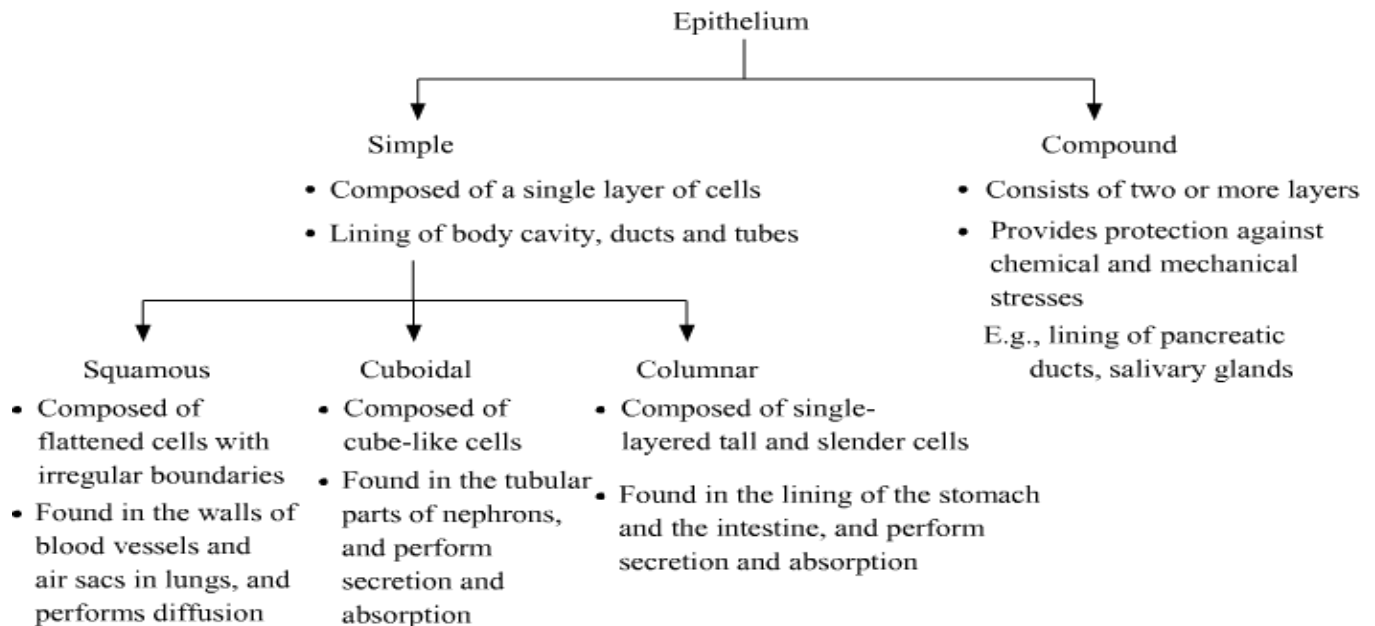 Epithelium
Simple
• Composed of a single layer of cells
• Lining of body cavity, ducts and tubes
Compound
• Consists of two or more layers
• Provides protection against
chemical and mechanical
stresses
E.g., lining of pancreatic
ducts, salivary glands
Squamous
• Composed of
flattened cells with
irregular boundaries
• Found in the walls of
blood vessels and
air sacs in lungs, and
performs diffusion
Cuboidal
• Composed of
cube-like cells
• Found in the tubular
parts of nephrons,
and perform
secretion and
absorption
Columnar
• Composed of single-
layered tall and slender cells
• Found in the lining of the stomach
and the intestine, and perform
secretion and absorption